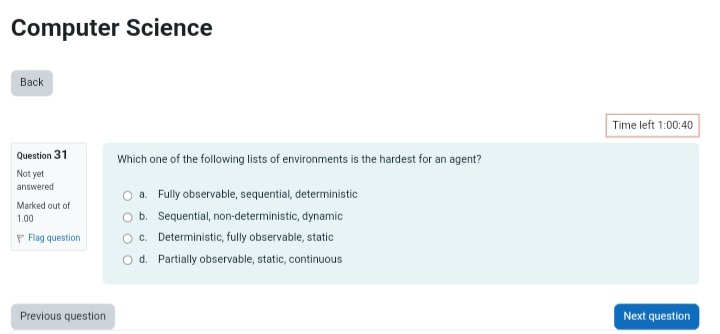 Computer Science
Back
Time left 1:00:40
Question 31
Not yet
answered
Marked out of
1.00
Flag question
Which one of the following lists of environments is the hardest for an agent?
a. Fully observable, sequential, deterministic
b. Sequential, non-deterministic, dynamic
c. Deterministic, fully observable, static
d. Partially observable, static, continuous
Previous question
Next question